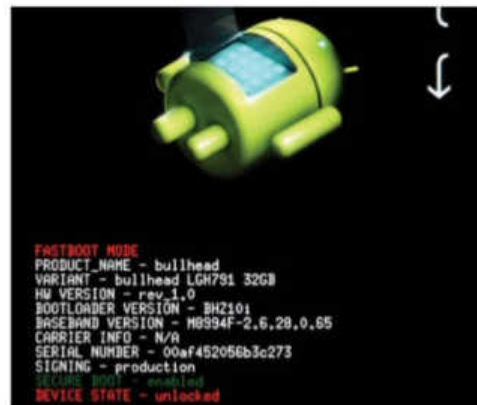 FASTBOOT MODE
PRODUCT_NAME - bullhead
VARIANT - bullhead LGH791 32GB
HW VERSION - rev_1.0
BOOTLOADER VERSION - BHZ10i
BASEBAND VERSION - M8994F-2.6.28.0.65
CARRIER INFO - N/A
SERIAL NUMBER - 00af452056b3c273
SIGNING - production
SECURE BOOT - enabled
DEVICE STATE - unlocked